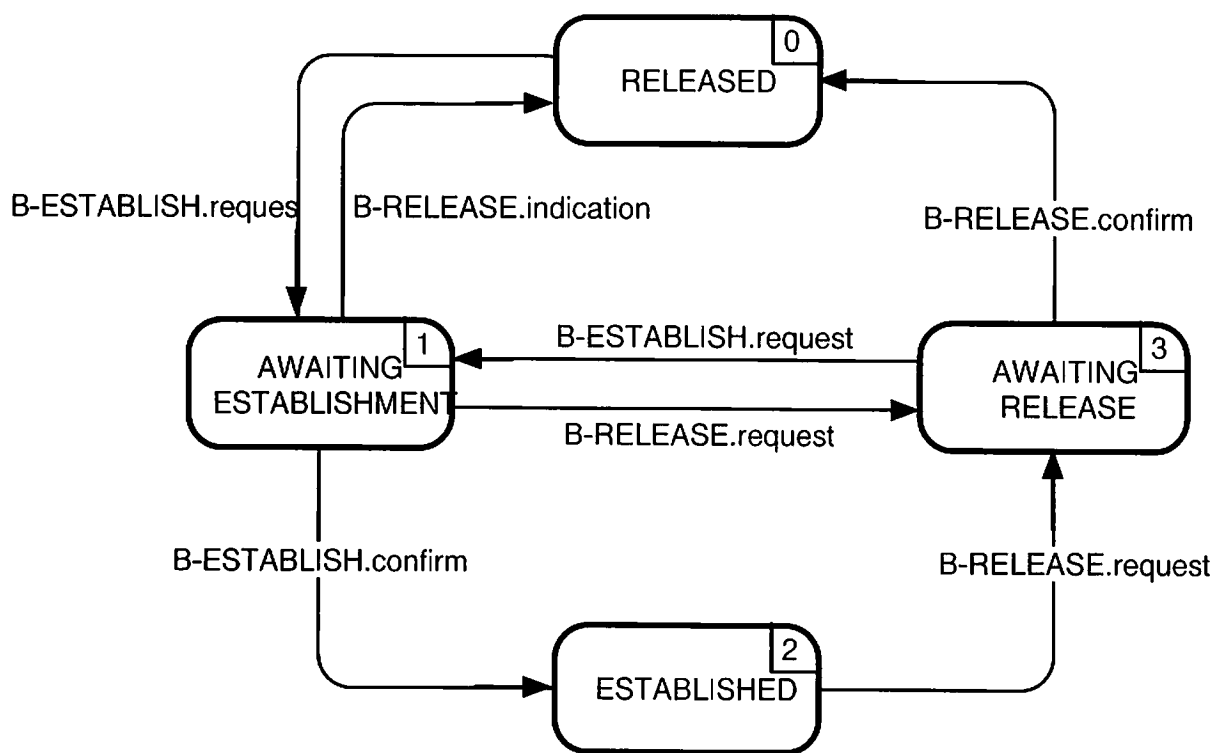 0
RELEASED
B-ESTABLISH.reques
B-RELEASE.indication
B-RELEASE.confirm
1
AWAITING
ESTABLISHMENT
B-ESTABLISH.request
B-RELEASE.request
3
AWAITING
RELEASE
B-ESTABLISH.confirm
B-RELEASE.request
2
ESTABLISHED